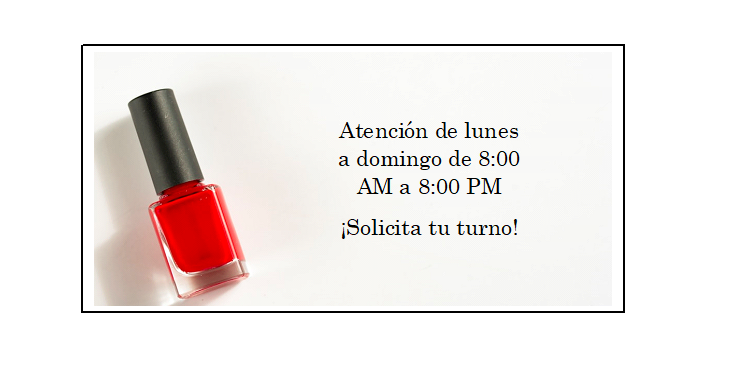 Atención de lunes
a domingo de 8:00
AM a 8:00 PM
¡Solicita tu turno!